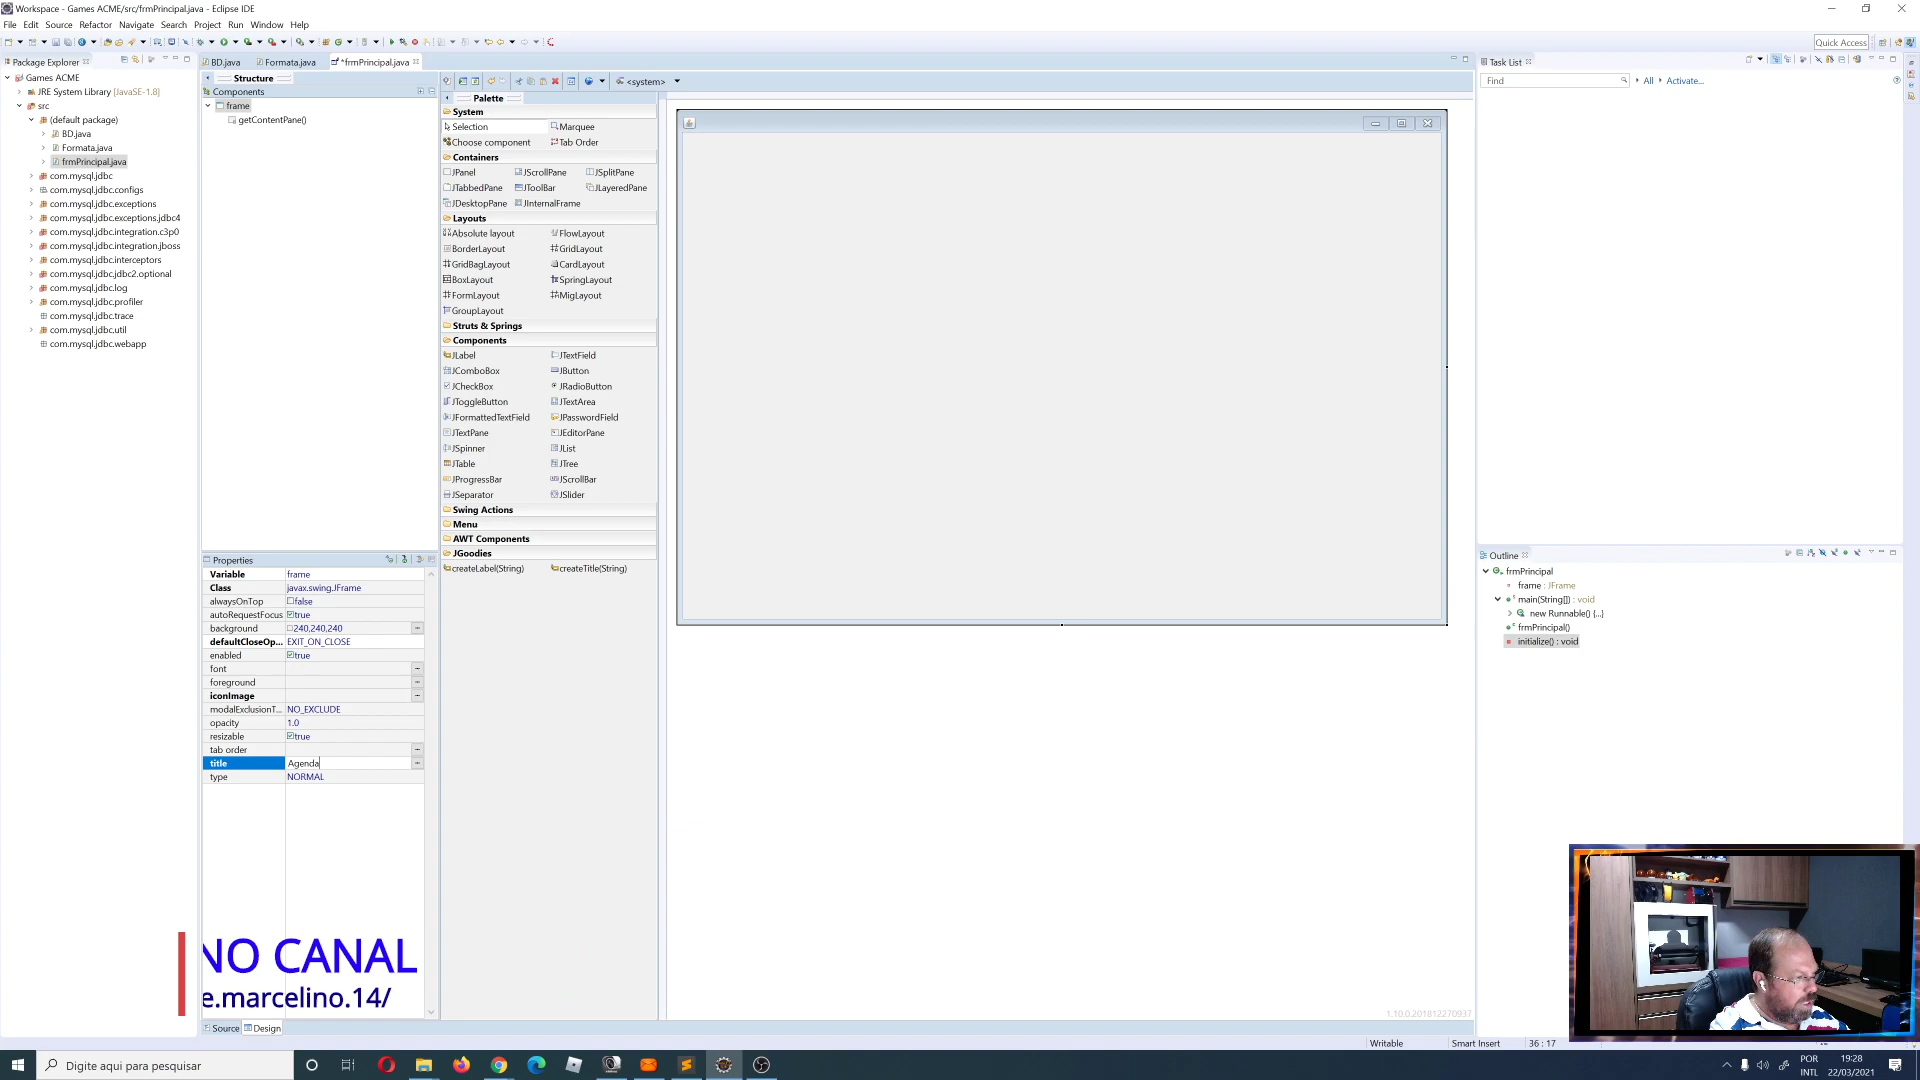 Workspace - Games ACME/src/frmPrincipal.java - Eclipse IDE
File Edit Source Refactor Navigate Search Project Run Window Help
Quick Access
Package Explorer
BD.java
Formata.java
*frmPrincipal.java
Task List
Games ACME
JRE System Library [JavaSE-1.8]
src
(default package)
BD.java
Formata.java
frmPrincipal.java
com.mysql.jdbc
com.mysql.jdbc.configs
com.mysql.jdbc.exceptions
com.mysql.jdbc.exceptions.jdbc4
com.mysql.jdbc.integration.c3p0
com.mysql.jdbc.integration.jboss
com.mysql.jdbc.interceptors
com.mysql.jdbc.jdbc2.optional
com.mysql.jdbc.log
com.mysql.jdbc.profiler
com.mysql.jdbc.trace
com.mysql.jdbc.util
com.mysql.jdbc.webapp
Structure
Components
frame
getContentPane()
Properties
Variable frame
Class javax.swing.JFrame
alwaysOnTop false
autoRequestFocus true
background 240,240,240
defaultCloseOp... EXIT_ON_CLOSE
enabled true
font
foreground
iconImage
modalExclusionT... NO_EXCLUDE
opacity 1.0
resizable true
tab order
title Agenda
type NORMAL
NO CANAL
e.marcelino.14/
Source Design
<system>
Palette
System
Selection Marquee
Choose component Tab Order
Containers
JPanel JScrollPane JSplitPane
JTabbedPane JToolBar JLayeredPane
JDesktopPane JInternalFrame
Layouts
Absolute layout FlowLayout
BorderLayout GridLayout
GridBagLayout CardLayout
BoxLayout SpringLayout
FormLayout MigLayout
GroupLayout
Struts & Springs
Components
JLabel JTextField
JComboBox JButton
JCheckBox JRadioButton
JToggleButton JTextArea
JFormattedTextField JPasswordField
JTextPane JEditorPane
JSpinner JList
JTable JTree
JProgressBar JScrollBar
JSeparator JSlider
Swing Actions
Menu
AWT Components
JGoodies
createLabel(String) createTitle(String)
1.10.0.201812270937
Find
All
Activate...
Outline
frmPrincipal
frame : JFrame
main(String[]) : void
new Runnable() {...}
frmPrincipal()
initialize() : void
Writable
Smart Insert
36 : 17
Digite aqui para pesquisar
POR
INTL
19:28
22/03/2021